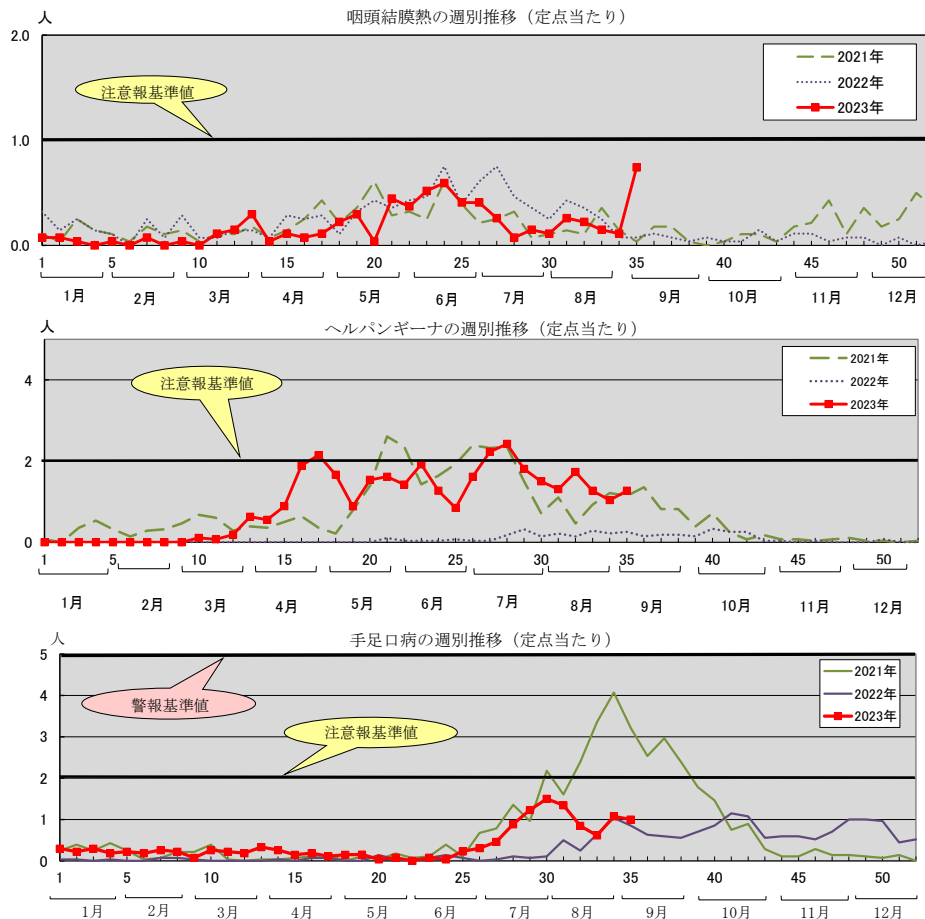 咽頭結膜熱の週別推移（定点当たり）
人
2.0
1.0
0.0
注意報基準値
2021年
2022年
2023年
1 5 10 15 20 25 30 35 40 45 50
1月 2月 3月 4月 5月 6月 7月 8月 9月 10月 11月 12月
ヘルパンギーナの週別推移（定点当たり）
人
4
2
0
注意報基準値
2021年
2022年
2023年
1 5 10 15 20 25 30 35 40 45 50
1月 2月 3月 4月 5月 6月 7月 8月 9月 10月 11月 12月
手足口病の週別推移（定点当たり）
人
5
4
3
2
1
0
警報基準値
注意報基準値
2021年
2022年
2023年
1 5 10 15 20 25 30 35 40 45 50
1月 2月 3月 4月 5月 6月 7月 8月 9月 10月 11月 12月